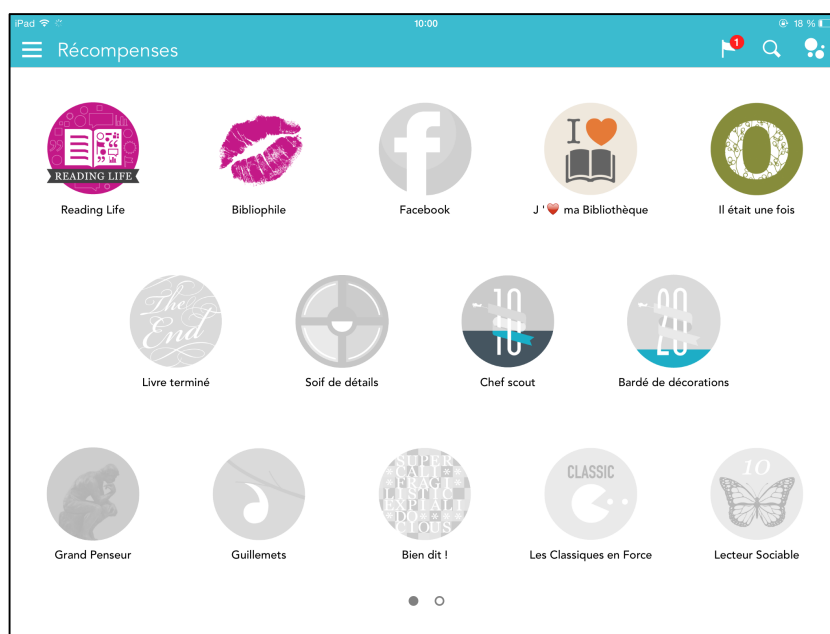 iPad 10:00 18 %
Récompenses 1
READING LIFE
I
O
Reading Life Bibliophile Facebook J '❤️ ma Bibliothèque Il était une fois
The End
10
20
Livre terminé Soif de détails Chef scout Bardé de décorations
SUPER
CALI**
*FRAGI
LISTIC
EXPIALI
DO**
CIOUS
CLASSIC
10
Grand Penseur Guillemets Bien dit ! Les Classiques en Force Lecteur Sociable